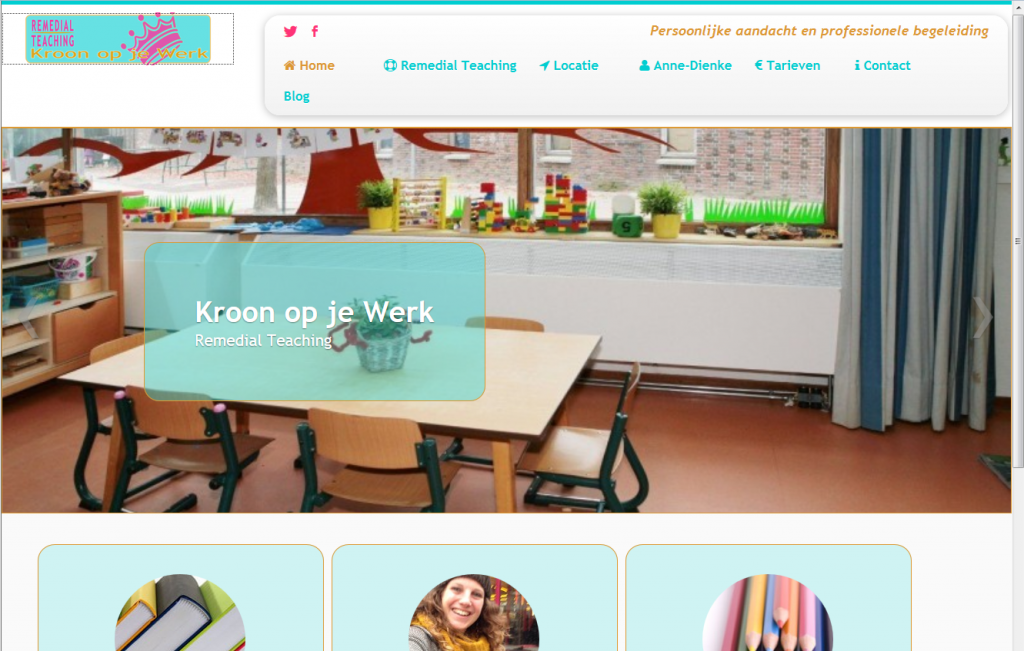 REMEDIAL
TEACHING
Kroon op je Werk
Persoonlijke aandacht en professionele begeleiding
Home
Remedial Teaching
Locatie
Anne-Dienke
€ Tarieven
Contact
Blog
5
Kroon op je Werk
Remedial Teaching